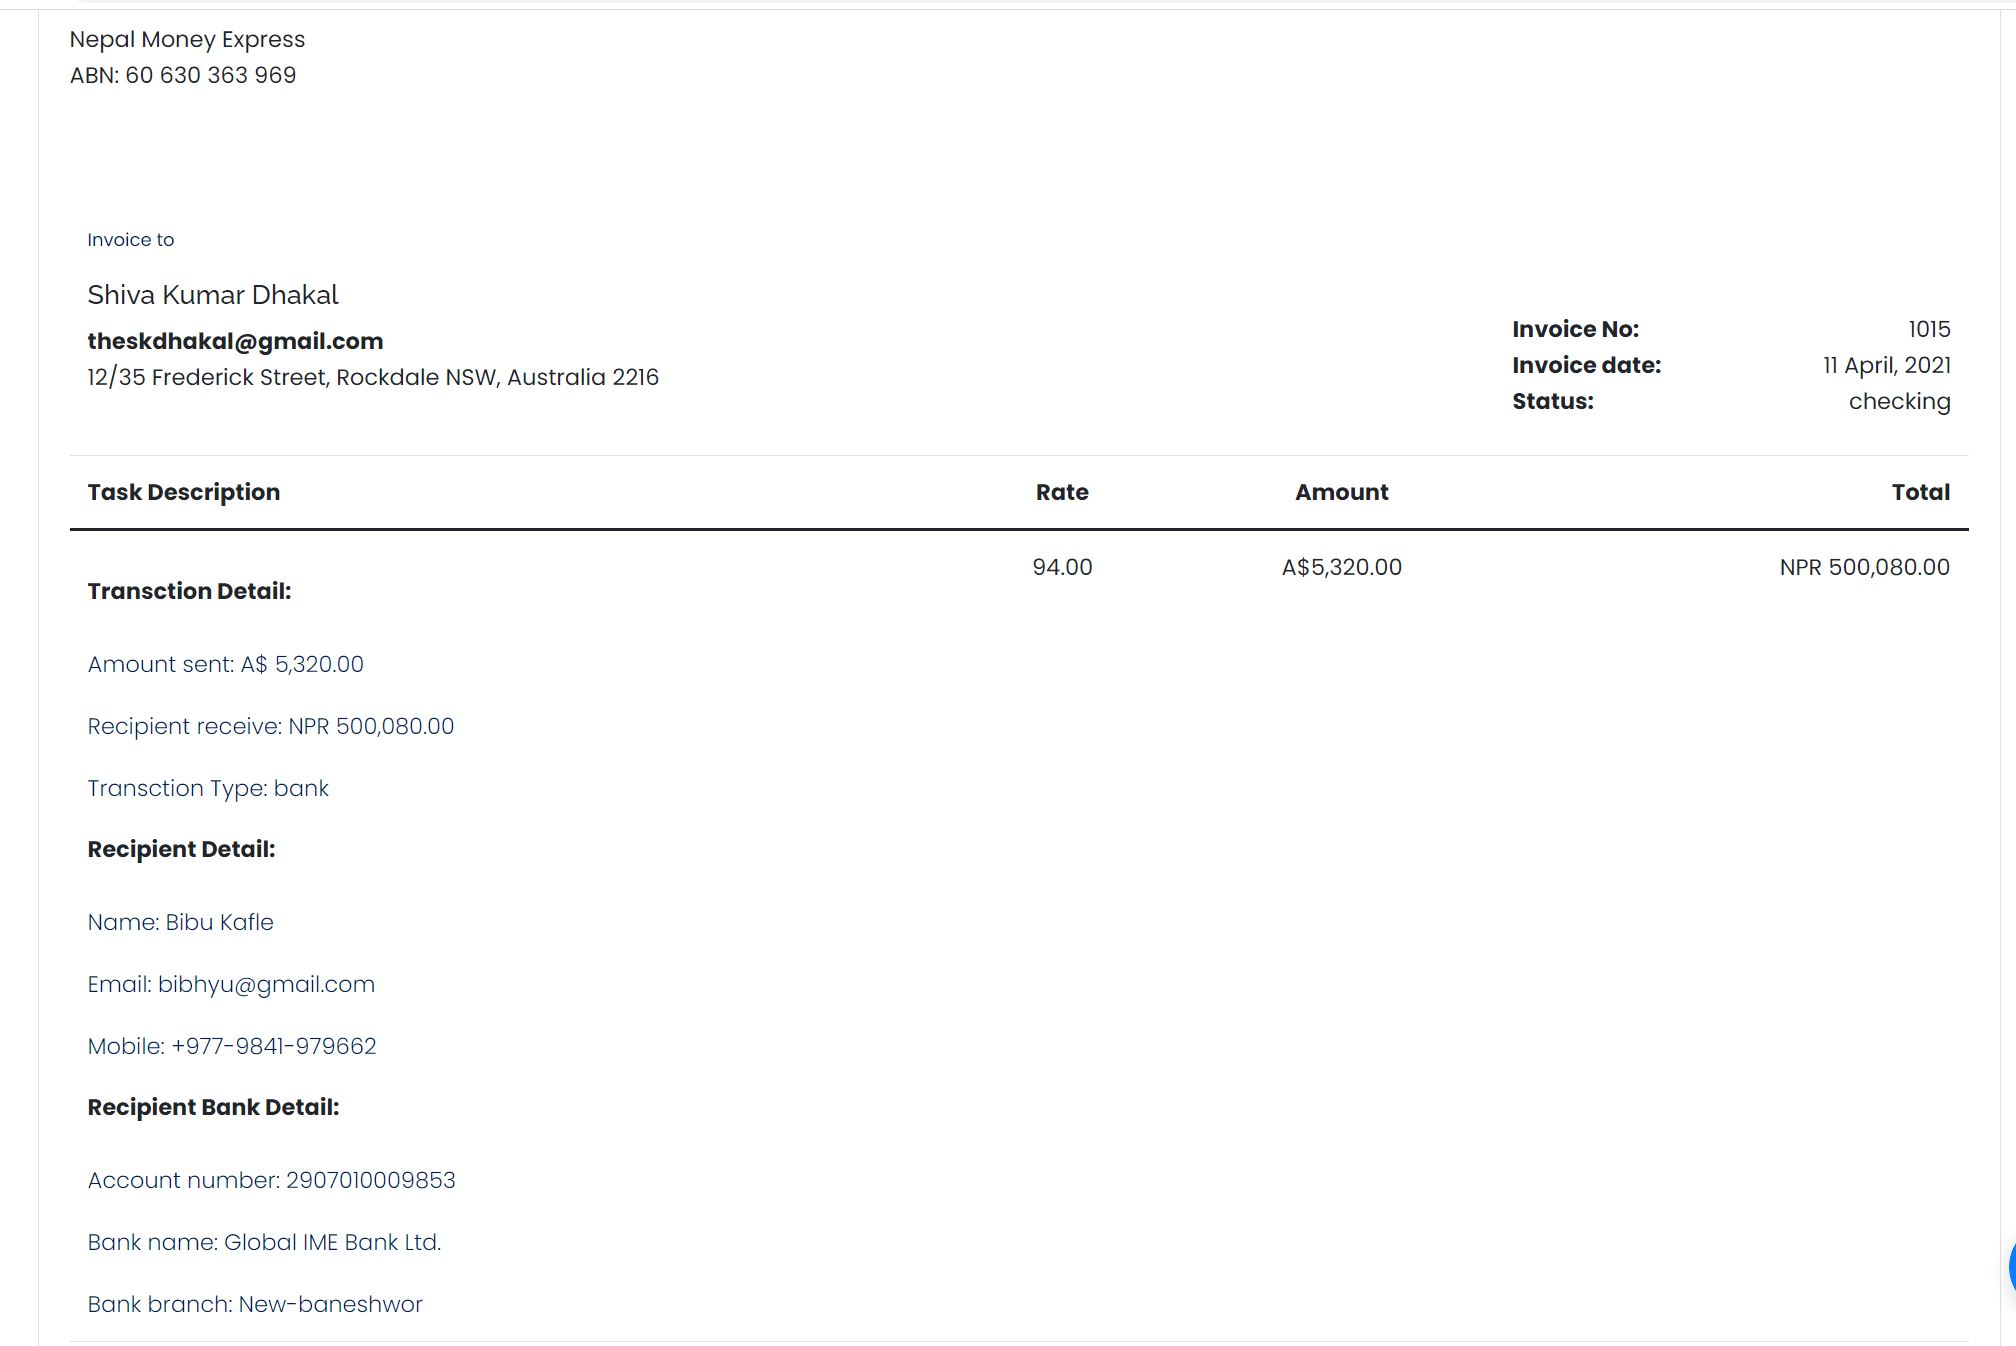 Nepal Money Express
ABN: 60 630 363 969
Invoice to
Shiva Kumar Dhakal
theskdhakal@gmail.com
12/35 Frederick Street, Rockdale NSW, Australia 2216
Invoice No: 1015
Invoice date: 11 April, 2021
Status: checking
Task Description Rate Amount Total
94.00 A$5,320.00 NPR 500,080.00
Transction Detail:
Amount sent: A$ 5,320.00
Recipient receive: NPR 500,080.00
Transction Type: bank
Recipient Detail:
Name: Bibu Kafle
Email: bibhyu@gmail.com
Mobile: +977-9841-979662
Recipient Bank Detail:
Account number: 2907010009853
Bank name: Global IME Bank Ltd.
Bank branch: New-baneshwor